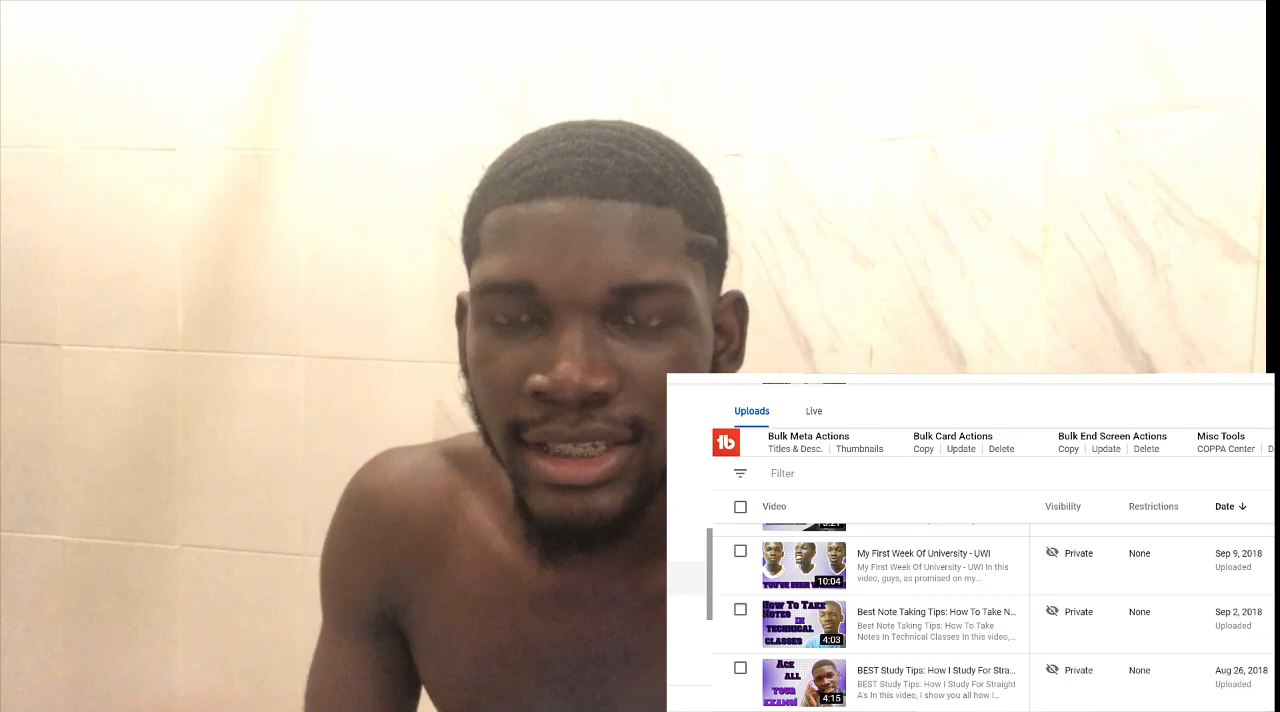 Uploads Live
Bulk Meta Actions Bulk Card Actions Bulk End Screen Actions Misc Tools
Titles & Desc. | Thumbnails Copy | Update | Delete Copy | Update | Delete COPPA Center | D
Filter
Video Visibility Restrictions Date
My First Week Of University - UWI Private None Sep 9, 2018
My First Week Of University - UWI In this Uploaded
video, guys, as promised on my...
10:04
Best Note Taking Tips: How To Take N... Private None Sep 2, 2018
Best Note Taking Tips: How To Take Uploaded
Notes In Technical Classes In this video,...
How To Take
Notes
IN
TECHNICAL
CLASSES
4:03
BEST Study Tips: How I Study For Stra... Private None Aug 26, 2018
BEST Study Tips: How I Study For Straight Uploaded
A's In this video, I show you all how I...
ACE
ALL
YOUR
EXAMS!
4:15